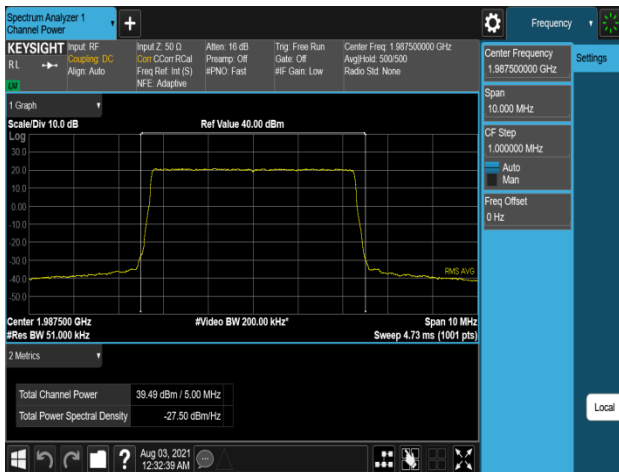 Spectrum Analyzer 1
Channel Power
Frequency
KEYSIGHT
RL
LXI
Input: RF
Coupling: DC
Align: Auto
Input Z: 50 Ω
Corr CCorr RCal
Freq Ref: Int (S)
NFE: Adaptive
Atten: 16 dB
Preamp: Off
#PNO: Fast
Trig: Free Run
Gate: Off
#IF Gain: Low
Center Freq: 1.987500000 GHz
Avg|Hold: 500/500
Radio Std: None
Center Frequency
1.987500000 GHz
Settings
Span
10.000 MHz
CF Step
1.000000 MHz
Auto
Man
Freq Offset
0 Hz
1 Graph
Scale/Div 10.0 dB
Ref Value 40.00 dBm
Log
30.0
20.0
10.0
0.00
-10.0
-20.0
-30.0
-40.0
-50.0
RMS AVG
Center 1.987500 GHz
#Video BW 200.00 kHz*
Span 10 MHz
#Res BW 51.000 kHz
Sweep 4.73 ms (1001 pts)
2 Metrics
Total Channel Power 39.49 dBm / 5.00 MHz
Total Power Spectral Density -27.50 dBm/Hz
Local
?
Aug 03, 2021
12:32:39 AM